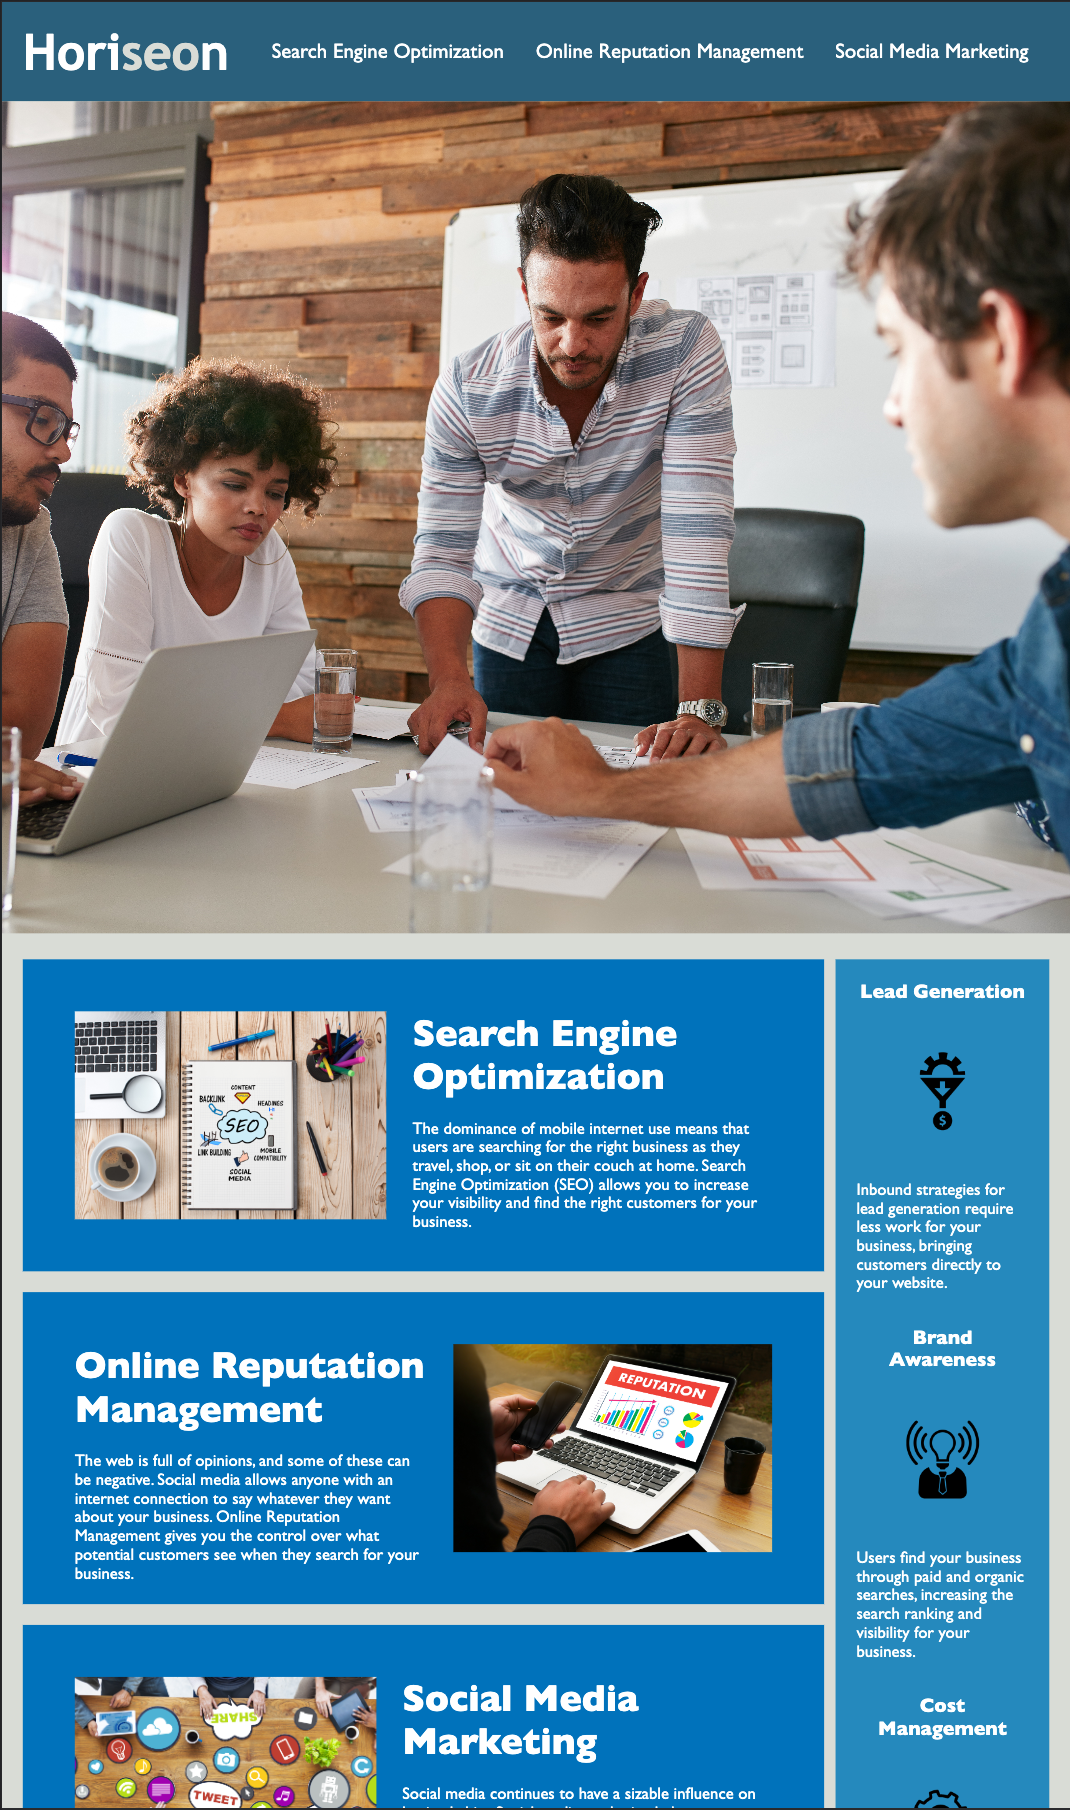 Horiseon
Search Engine Optimization
Online Reputation Management
Social Media Marketing
Search Engine
Optimization
The dominance of mobile internet use means that
users are searching for the right business as they
travel, shop, or sit on their couch at home. Search
Engine Optimization (SEO) allows you to increase
your visibility and find the right customers for your
business.
CONTENT
BACKLINK
HEADINGS
SEO
LINK BUILDING
MOBILE
COMPATIBILITY
SOCIAL
MEDIA
Online Reputation
Management
The web is full of opinions, and some of these can
be negative. Social media allows anyone with an
internet connection to say whatever they want
about your business. Online Reputation
Management gives you the control over what
potential customers see when they search for your
business.
REPUTATION
Social Media
Marketing
Social media continues to have a sizable influence on
SHARE
TWEET
Lead Generation
$
Inbound strategies for
lead generation require
less work for your
business, bringing
customers directly to
your website.
Brand
Awareness
Users find your business
through paid and organic
searches, increasing the
search ranking and
visibility for your
business.
Cost
Management